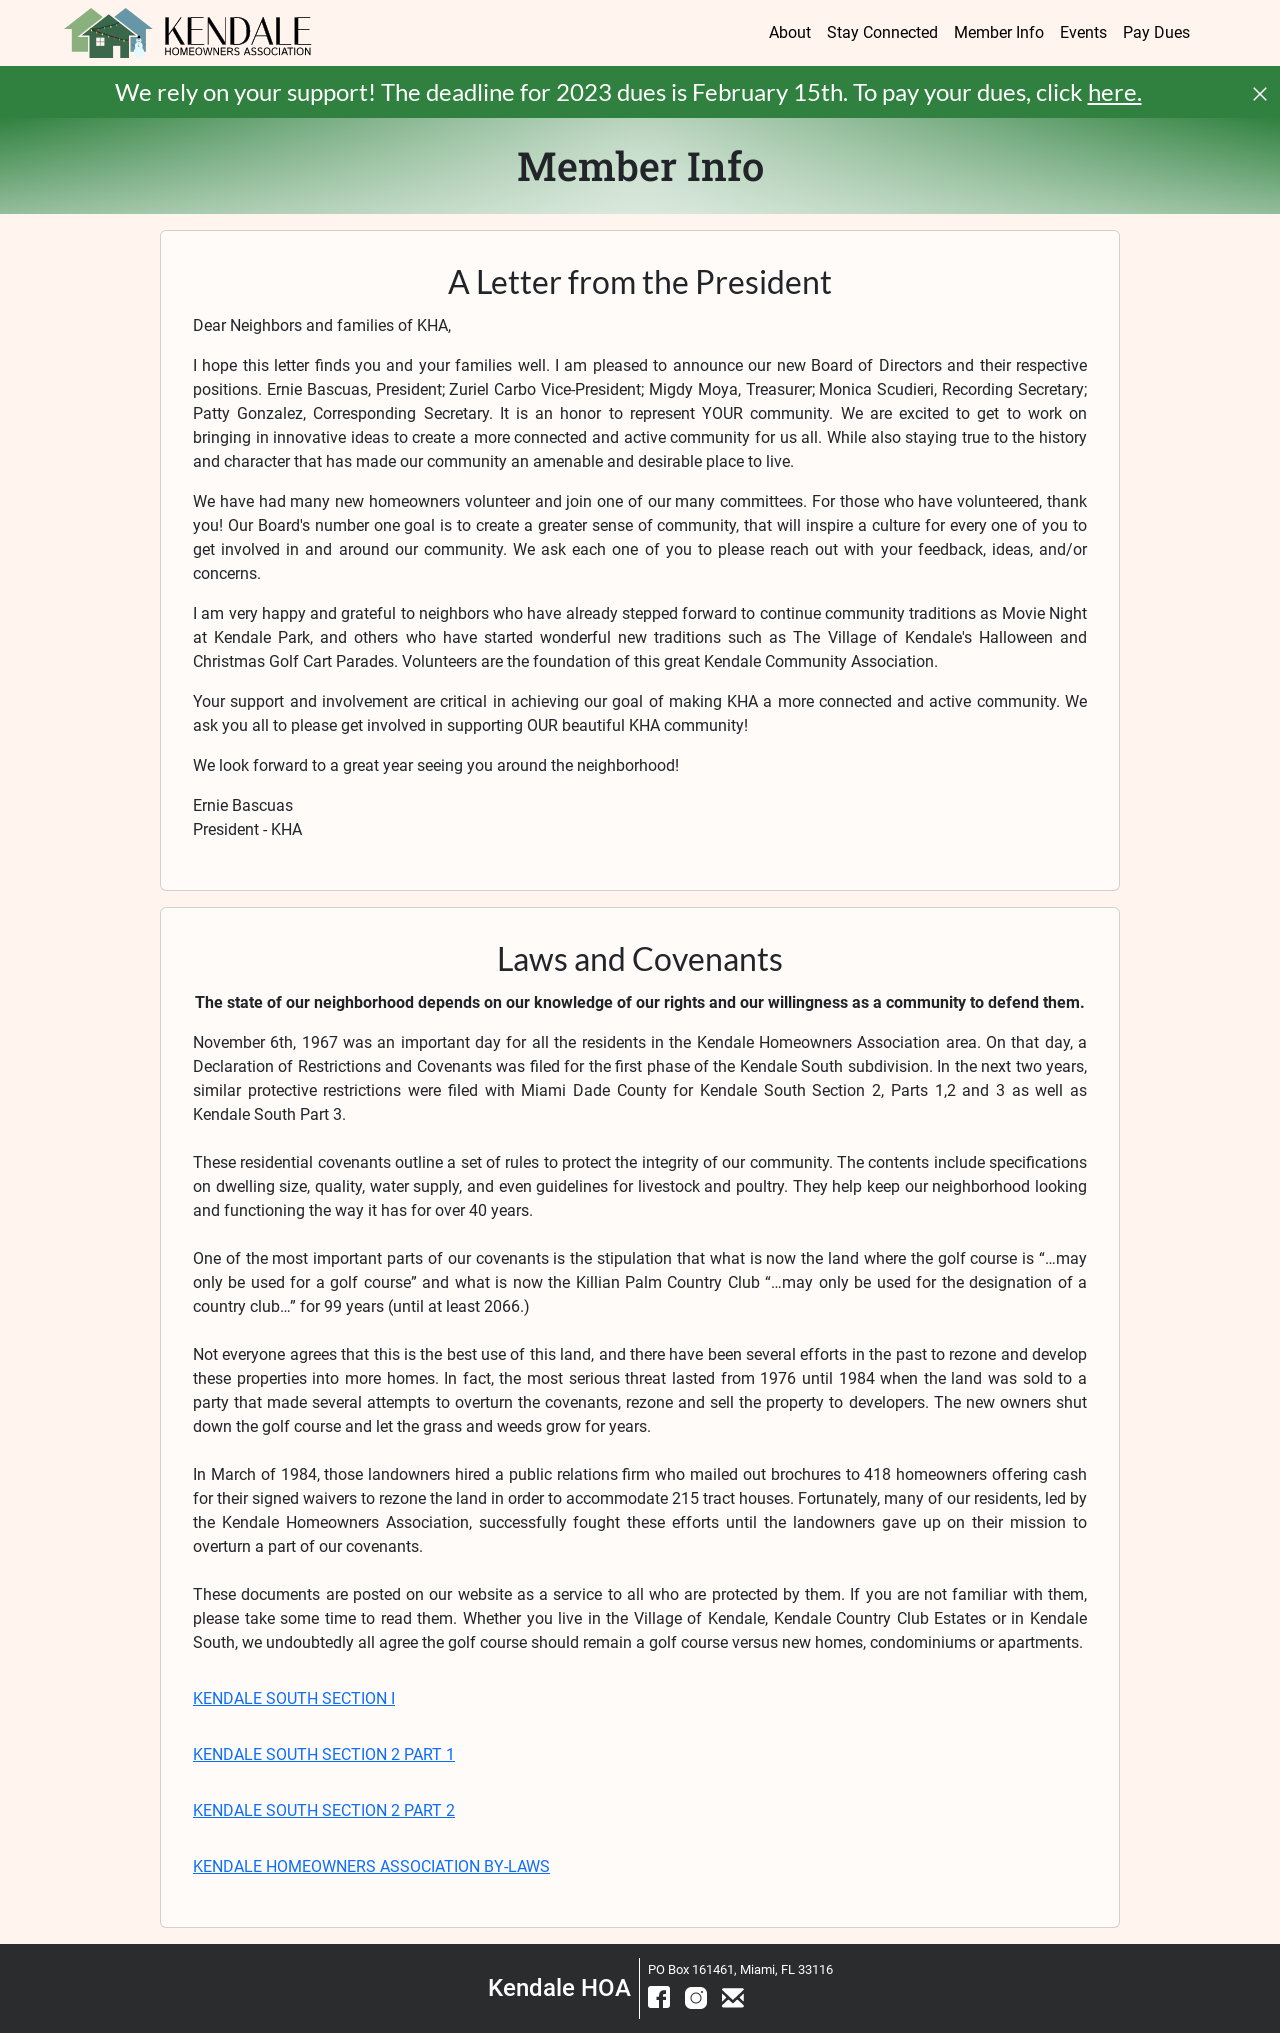 KENDALE
HOMEOWNERS ASSOCIATION
About Stay Connected Member Info Events Pay Dues
We rely on your support! The deadline for 2023 dues is February 15th. To pay your dues, click here.
Member Info
A Letter from the President
Dear Neighbors and families of KHA,
I hope this letter finds you and your families well. I am pleased to announce our new Board of Directors and their respective
positions. Ernie Bascuas, President; Zuriel Carbo Vice-President; Migdy Moya, Treasurer; Monica Scudieri, Recording Secretary;
Patty Gonzalez, Corresponding Secretary. It is an honor to represent YOUR community. We are excited to get to work on
bringing in innovative ideas to create a more connected and active community for us all. While also staying true to the history
and character that has made our community an amenable and desirable place to live.
We have had many new homeowners volunteer and join one of our many committees. For those who have volunteered, thank
you! Our Board's number one goal is to create a greater sense of community, that will inspire a culture for every one of you to
get involved in and around our community. We ask each one of you to please reach out with your feedback, ideas, and/or
concerns.
I am very happy and grateful to neighbors who have already stepped forward to continue community traditions as Movie Night
at Kendale Park, and others who have started wonderful new traditions such as The Village of Kendale's Halloween and
Christmas Golf Cart Parades. Volunteers are the foundation of this great Kendale Community Association.
Your support and involvement are critical in achieving our goal of making KHA a more connected and active community. We
ask you all to please get involved in supporting OUR beautiful KHA community!
We look forward to a great year seeing you around the neighborhood!
Ernie Bascuas
President - KHA
Laws and Covenants
The state of our neighborhood depends on our knowledge of our rights and our willingness as a community to defend them.
November 6th, 1967 was an important day for all the residents in the Kendale Homeowners Association area. On that day, a
Declaration of Restrictions and Covenants was filed for the first phase of the Kendale South subdivision. In the next two years,
similar protective restrictions were filed with Miami Dade County for Kendale South Section 2, Parts 1,2 and 3 as well as
Kendale South Part 3.
These residential covenants outline a set of rules to protect the integrity of our community. The contents include specifications
on dwelling size, quality, water supply, and even guidelines for livestock and poultry. They help keep our neighborhood looking
and functioning the way it has for over 40 years.
One of the most important parts of our covenants is the stipulation that what is now the land where the golf course is “…may
only be used for a golf course” and what is now the Killian Palm Country Club “…may only be used for the designation of a
country club…” for 99 years (until at least 2066.)
Not everyone agrees that this is the best use of this land, and there have been several efforts in the past to rezone and develop
these properties into more homes. In fact, the most serious threat lasted from 1976 until 1984 when the land was sold to a
party that made several attempts to overturn the covenants, rezone and sell the property to developers. The new owners shut
down the golf course and let the grass and weeds grow for years.
In March of 1984, those landowners hired a public relations firm who mailed out brochures to 418 homeowners offering cash
for their signed waivers to rezone the land in order to accommodate 215 tract houses. Fortunately, many of our residents, led by
the Kendale Homeowners Association, successfully fought these efforts until the landowners gave up on their mission to
overturn a part of our covenants.
These documents are posted on our website as a service to all who are protected by them. If you are not familiar with them,
please take some time to read them. Whether you live in the Village of Kendale, Kendale Country Club Estates or in Kendale
South, we undoubtedly all agree the golf course should remain a golf course versus new homes, condominiums or apartments.
KENDALE SOUTH SECTION I
KENDALE SOUTH SECTION 2 PART 1
KENDALE SOUTH SECTION 2 PART 2
KENDALE HOMEOWNERS ASSOCIATION BY-LAWS
Kendale HOA
PO Box 161461, Miami, FL 33116